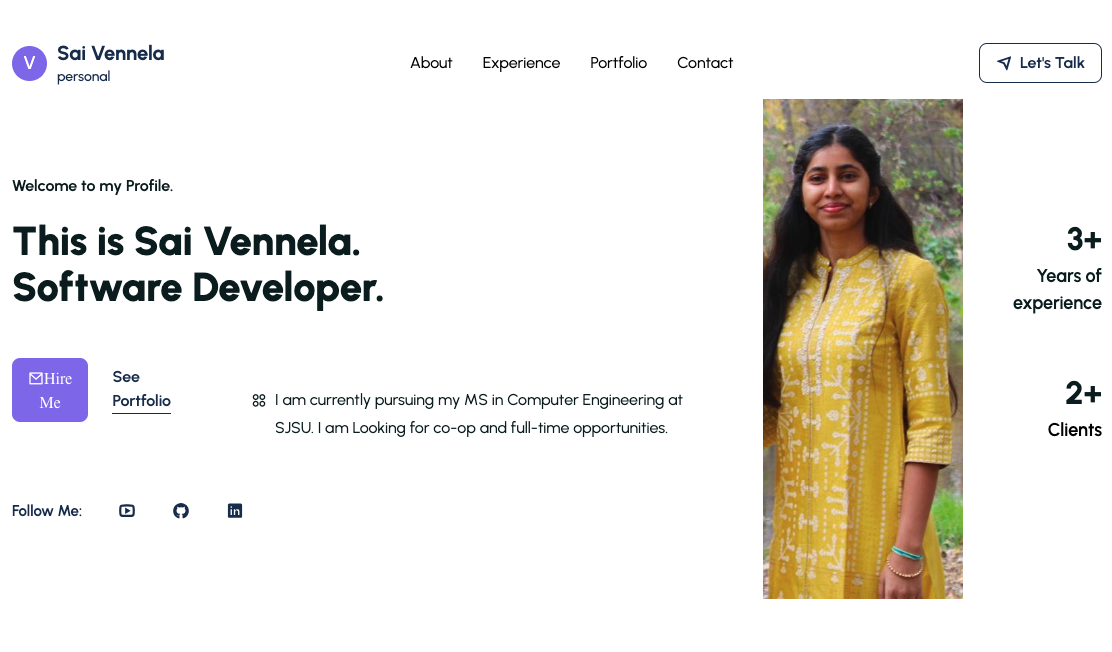 V
Sai Vennela
personal
About Experience Portfolio Contact
Let's Talk
Welcome to my Profile.
This is Sai Vennela.
Software Developer.
Hire
Me
See
Portfolio
I am currently pursuing my MS in Computer Engineering at
SJSU. I am Looking for co-op and full-time opportunities.
Follow Me:
in
3+
Years of
experience
2+
Clients